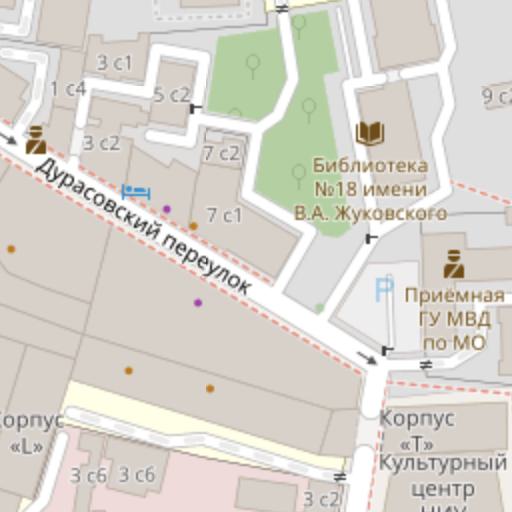 3 с1
1 с4
5 с2
9 с2
3 с2
7 с2
Библиотека
№18 имени
В.А. Жуковского
7 с1
Дурасовский переулок
P
Приёмная
ГУ МВД
по МО
Корпус
«L»
Корпус
«Т»
3 с6
3 с6
Культурный
центр
3 с2